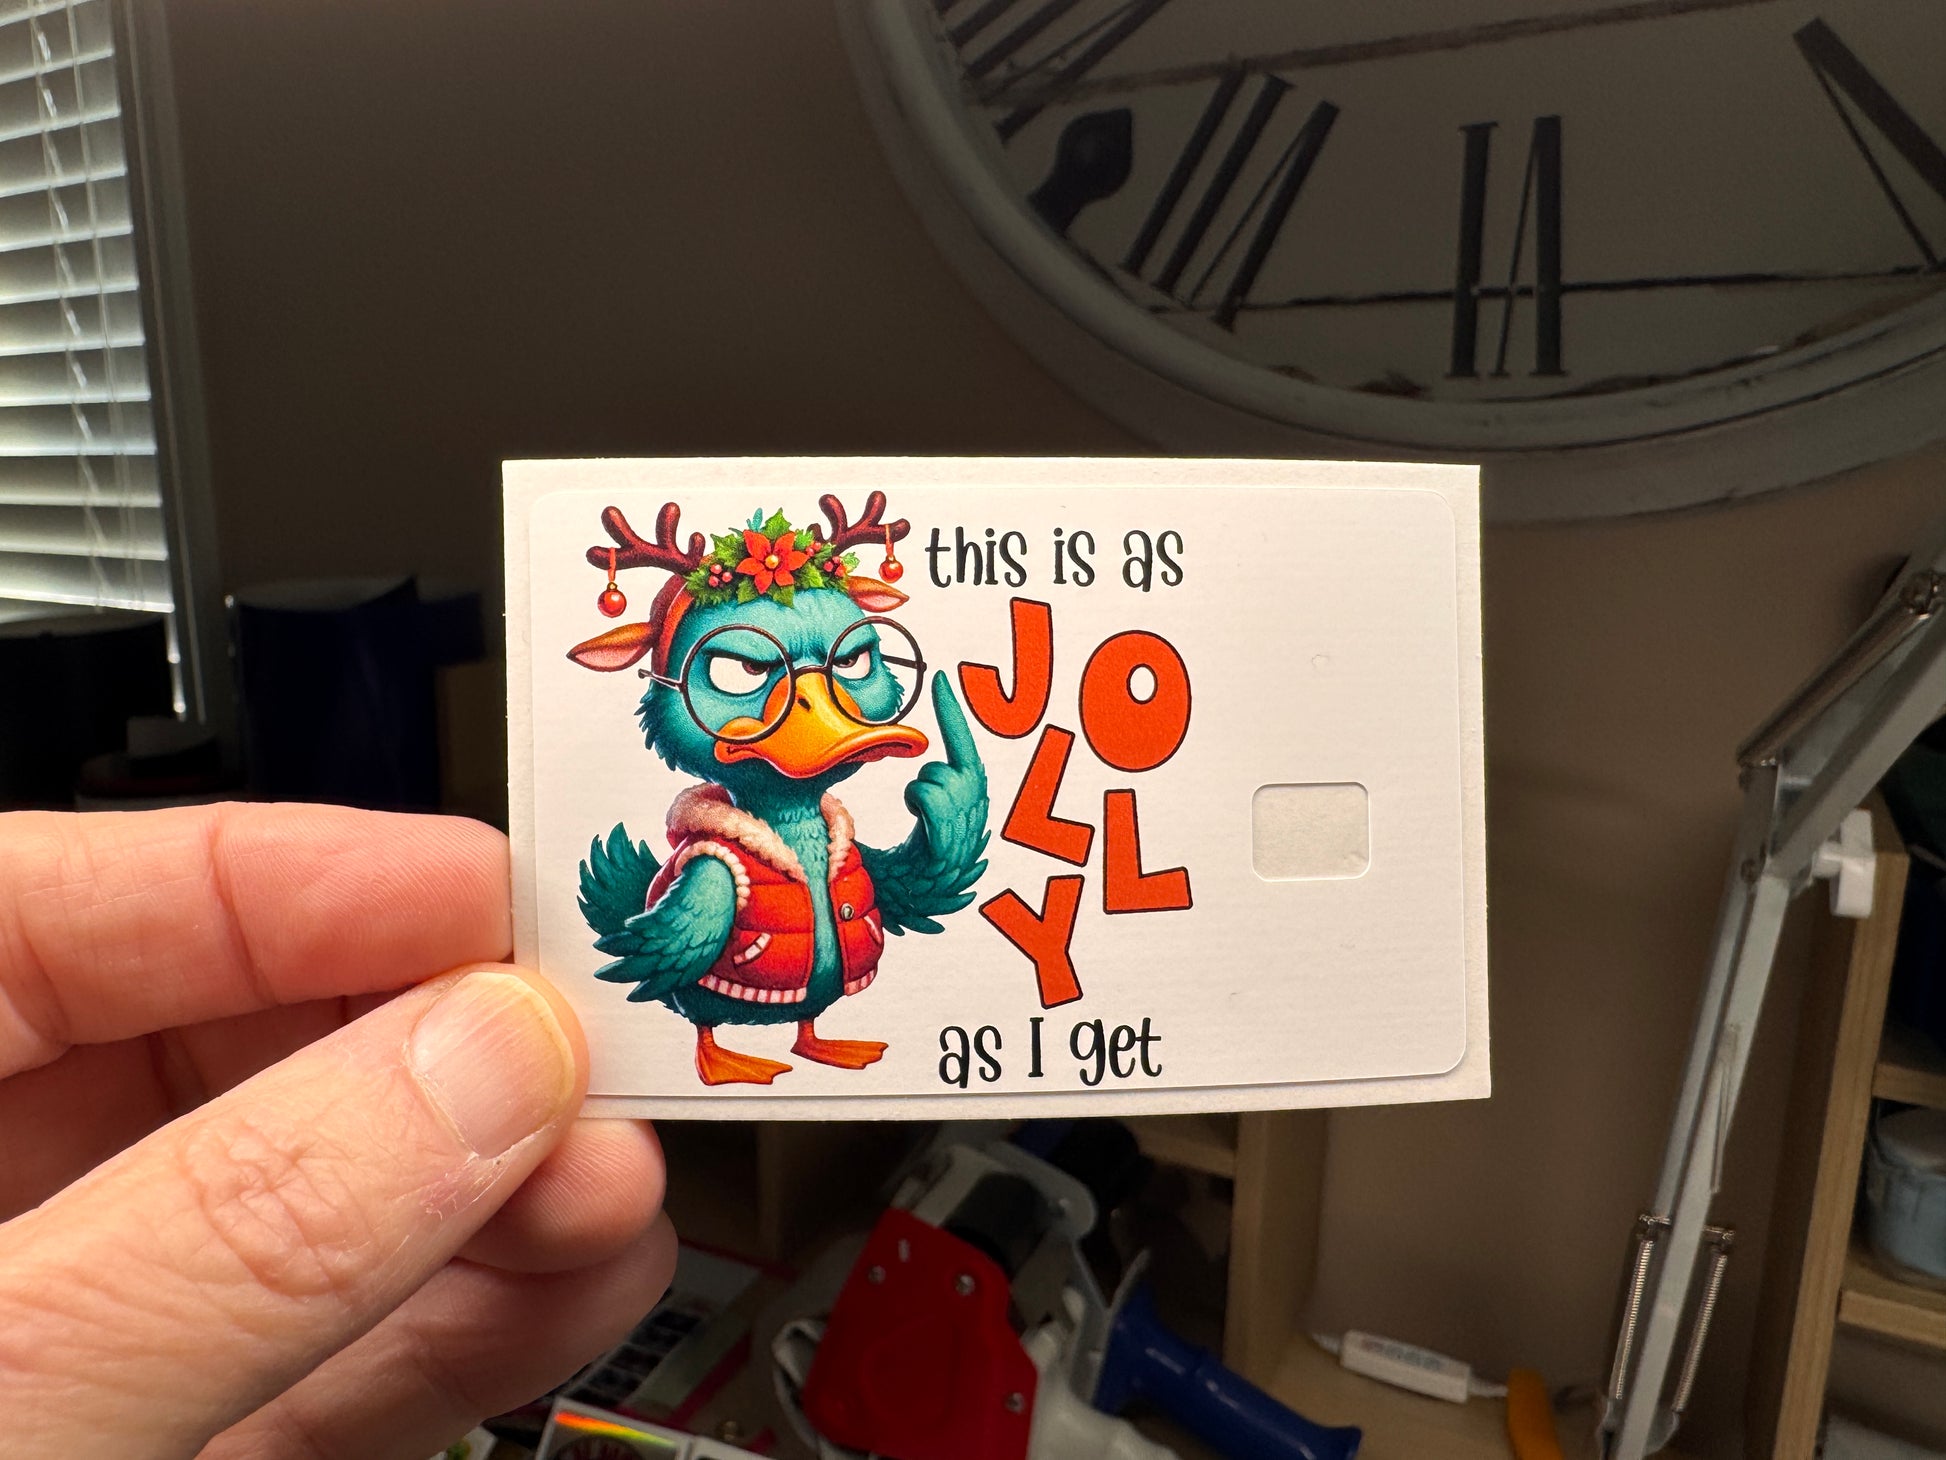 this is as
JOLLY
as I get